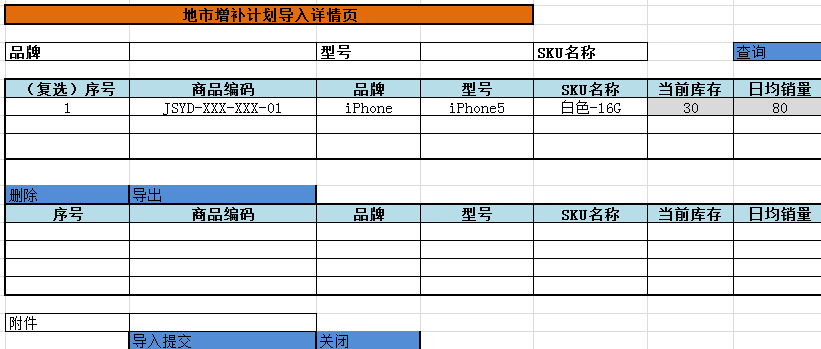 地市增补计划导入详情页
品牌 型号 SKU名称 查询
（复选）序号 商品编码 品牌 型号 SKU名称 当前库存 日均销量
1 JSYD-XXX-XXX-01 iPhone iPhone5 白色-16G 30 80
删除 导出
序号 商品编码 品牌 型号 SKU名称 当前库存 日均销量
附件
导入提交 关闭